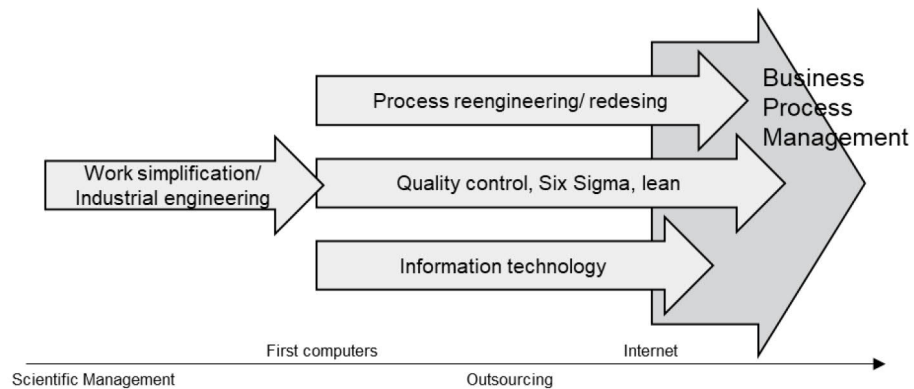 Business
Process
Management
Process reengineering/ redesing
Work simplification/
Industrial engineering
Quality control, Six Sigma, lean
Information technology
First computers
Internet
Scientific Management
Outsourcing